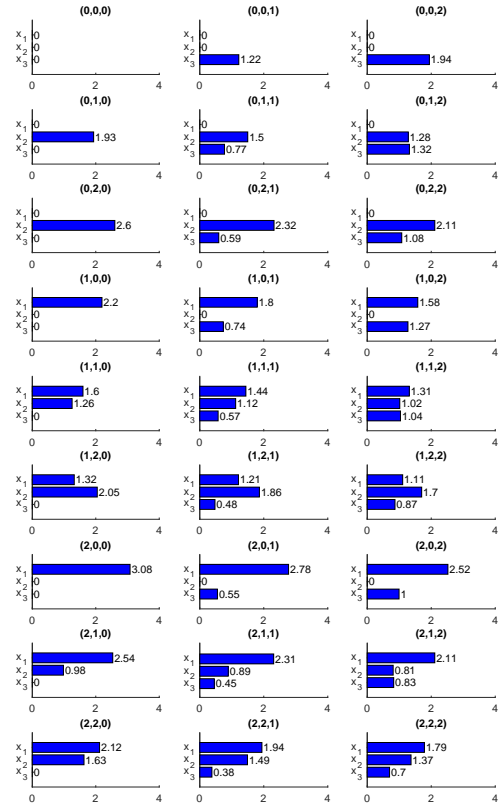 (0,0,0) (0,0,1) (0,0,2)
x1 0 x1 0 x1 0
x2 0 x2 0 x2 0
x3 0 x3 1.22 x3 1.94
0 2 4 0 2 4 0 2 4
(0,1,0) (0,1,1) (0,1,2)
x1 0 x1 0 x1 0
x2 1.93 x2 1.5 x2 1.28
x3 0 x3 0.77 x3 1.32
0 2 4 0 2 4 0 2 4
(0,2,0) (0,2,1) (0,2,2)
x1 0 x1 0 x1 0
x2 2.6 x2 2.32 x2 2.11
x3 0 x3 0.59 x3 1.08
0 2 4 0 2 4 0 2 4
(1,0,0) (1,0,1) (1,0,2)
x1 2.2 x1 1.8 x1 1.58
x2 0 x2 0 x2 0
x3 0 x3 0.74 x3 1.27
0 2 4 0 2 4 0 2 4
(1,1,0) (1,1,1) (1,1,2)
x1 1.6 x1 1.44 x1 1.31
x2 1.26 x2 1.12 x2 1.02
x3 0 x3 0.57 x3 1.04
0 2 4 0 2 4 0 2 4
(1,2,0) (1,2,1) (1,2,2)
x1 1.32 x1 1.21 x1 1.11
x2 2.05 x2 1.86 x2 1.7
x3 0 x3 0.48 x3 0.87
0 2 4 0 2 4 0 2 4
(2,0,0) (2,0,1) (2,0,2)
x1 3.08 x1 2.78 x1 2.52
x2 0 x2 0 x2 0
x3 0 x3 0.55 x3 1
0 2 4 0 2 4 0 2 4
(2,1,0) (2,1,1) (2,1,2)
x1 2.54 x1 2.31 x1 2.11
x2 0.98 x2 0.89 x2 0.81
x3 0 x3 0.45 x3 0.83
0 2 4 0 2 4 0 2 4
(2,2,0) (2,2,1) (2,2,2)
x1 2.12 x1 1.94 x1 1.79
x2 1.63 x2 1.49 x2 1.37
x3 0 x3 0.38 x3 0.7
0 2 4 0 2 4 0 2 4